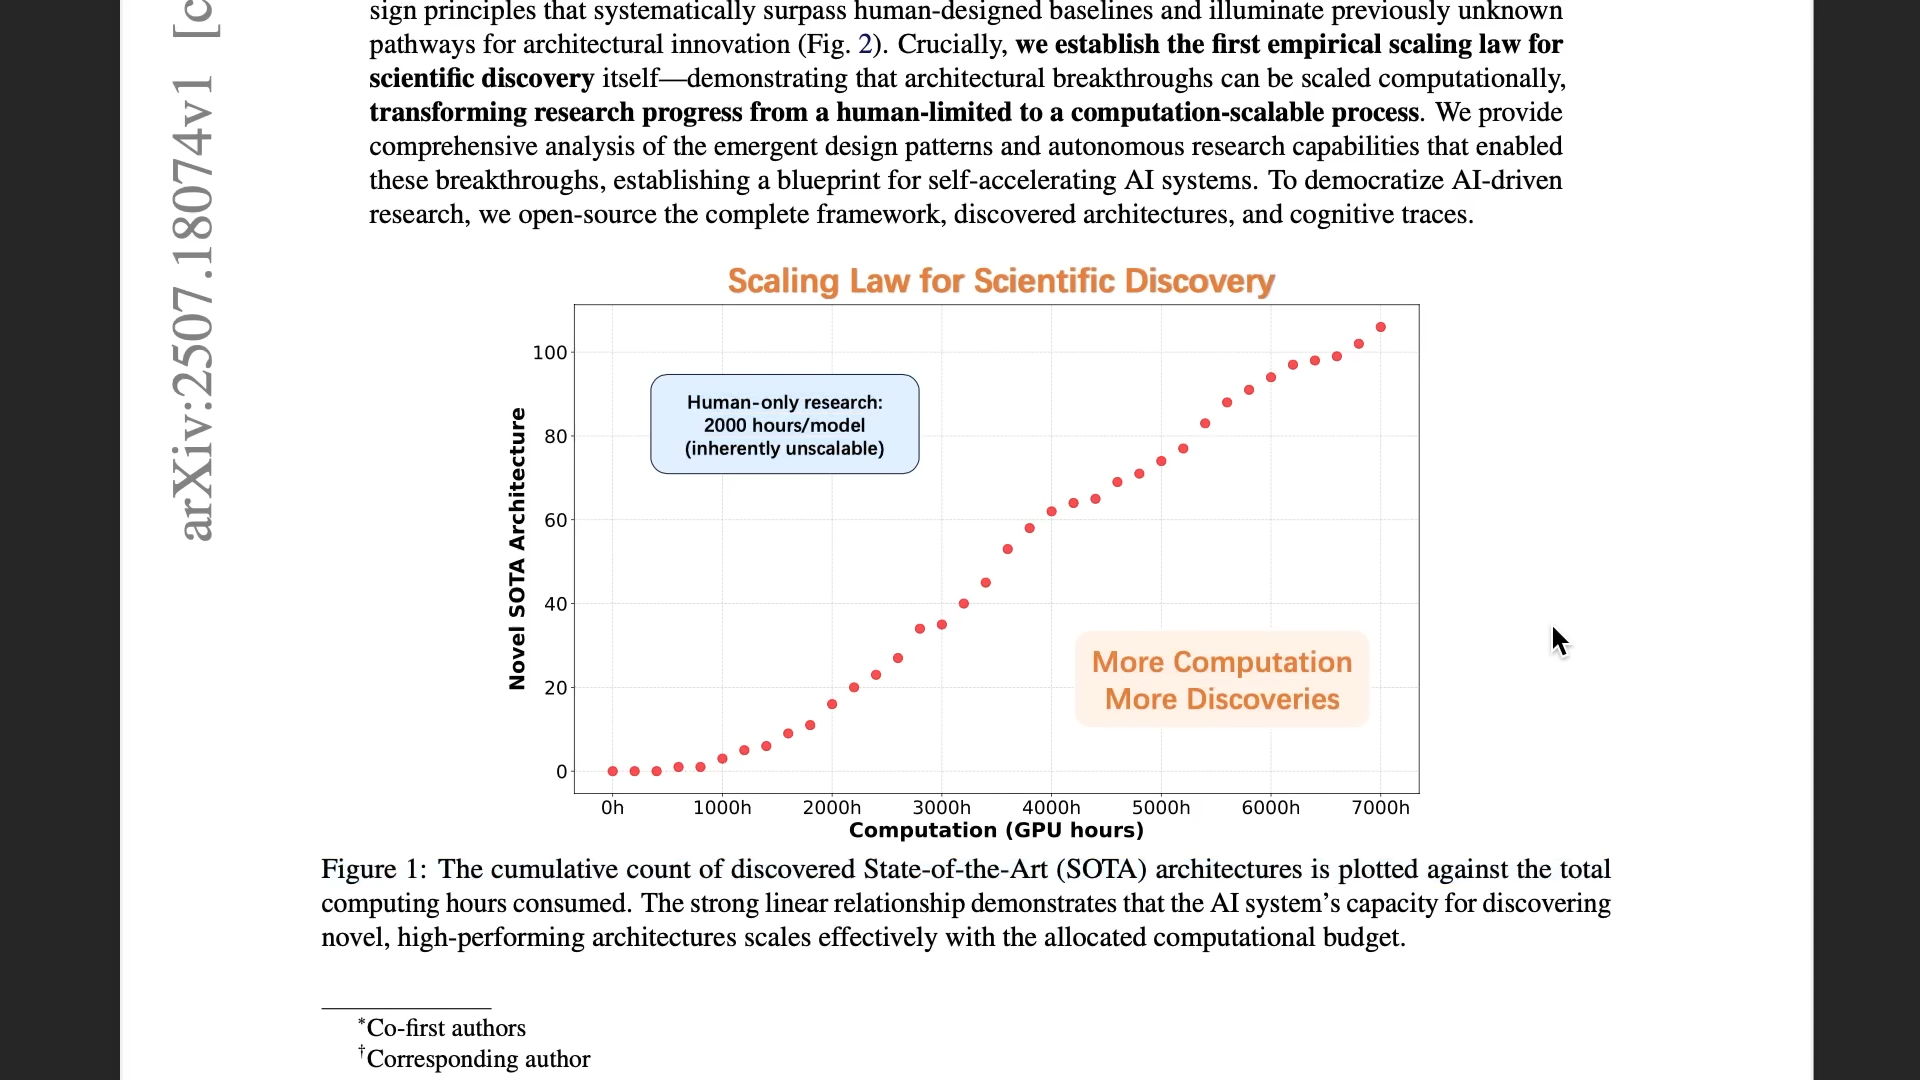 arXiv:2507.18074v1 [c
sign principles that systematically surpass human-designed baselines and illuminate previously unknown
pathways for architectural innovation (Fig. 2). Crucially, we establish the first empirical scaling law for
scientific discovery itself—demonstrating that architectural breakthroughs can be scaled computationally,
transforming research progress from a human-limited to a computation-scalable process. We provide
comprehensive analysis of the emergent design patterns and autonomous research capabilities that enabled
these breakthroughs, establishing a blueprint for self-accelerating AI systems. To democratize AI-driven
research, we open-source the complete framework, discovered architectures, and cognitive traces.
Scaling Law for Scientific Discovery
Novel SOTA Architecture
100
80
60
40
20
0
Human-only research:
2000 hours/model
(inherently unscalable)
More Computation
More Discoveries
0h 1000h 2000h 3000h 4000h 5000h 6000h 7000h
Computation (GPU hours)
Figure 1: The cumulative count of discovered State-of-the-Art (SOTA) architectures is plotted against the total
computing hours consumed. The strong linear relationship demonstrates that the AI system’s capacity for discovering
novel, high-performing architectures scales effectively with the allocated computational budget.
*Co-first authors
†Corresponding author